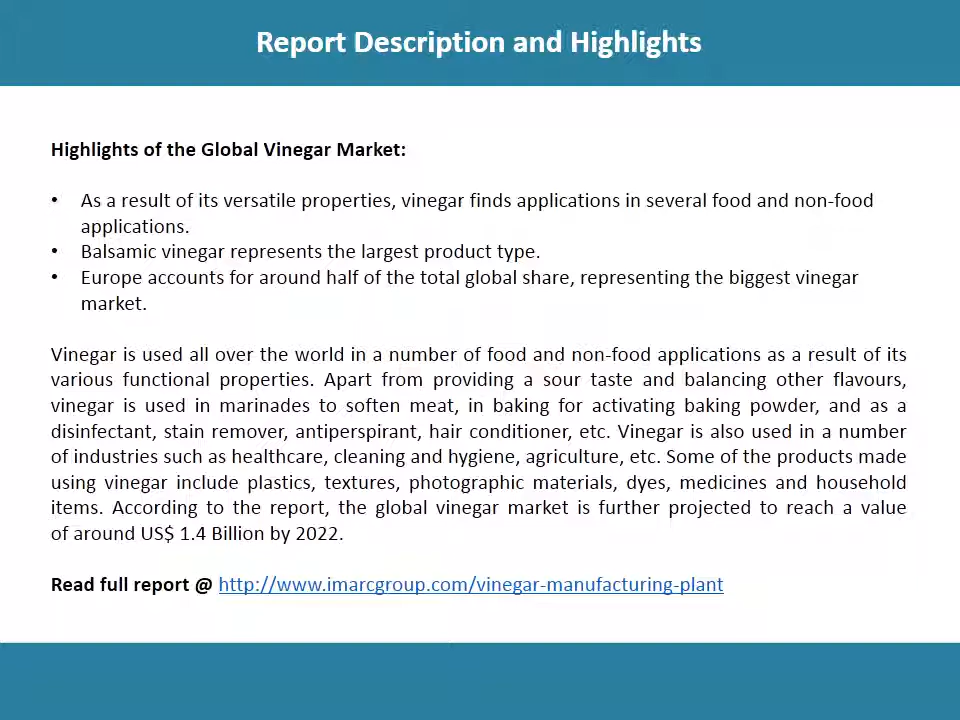 Report Description and Highlights
Highlights of the Global Vinegar Market:
• As a result of its versatile properties, vinegar finds applications in several food and non-food
applications.
• Balsamic vinegar represents the largest product type.
• Europe accounts for around half of the total global share, representing the biggest vinegar
market.
Vinegar is used all over the world in a number of food and non-food applications as a result of its
various functional properties. Apart from providing a sour taste and balancing other flavours,
vinegar is used in marinades to soften meat, in baking for activating baking powder, and as a
disinfectant, stain remover, antiperspirant, hair conditioner, etc. Vinegar is also used in a number
of industries such as healthcare, cleaning and hygiene, agriculture, etc. Some of the products made
using vinegar include plastics, textures, photographic materials, dyes, medicines and household
items. According to the report, the global vinegar market is further projected to reach a value
of around US$ 1.4 Billion by 2022.
Read full report @ http://www.imarcgroup.com/vinegar-manufacturing-plant